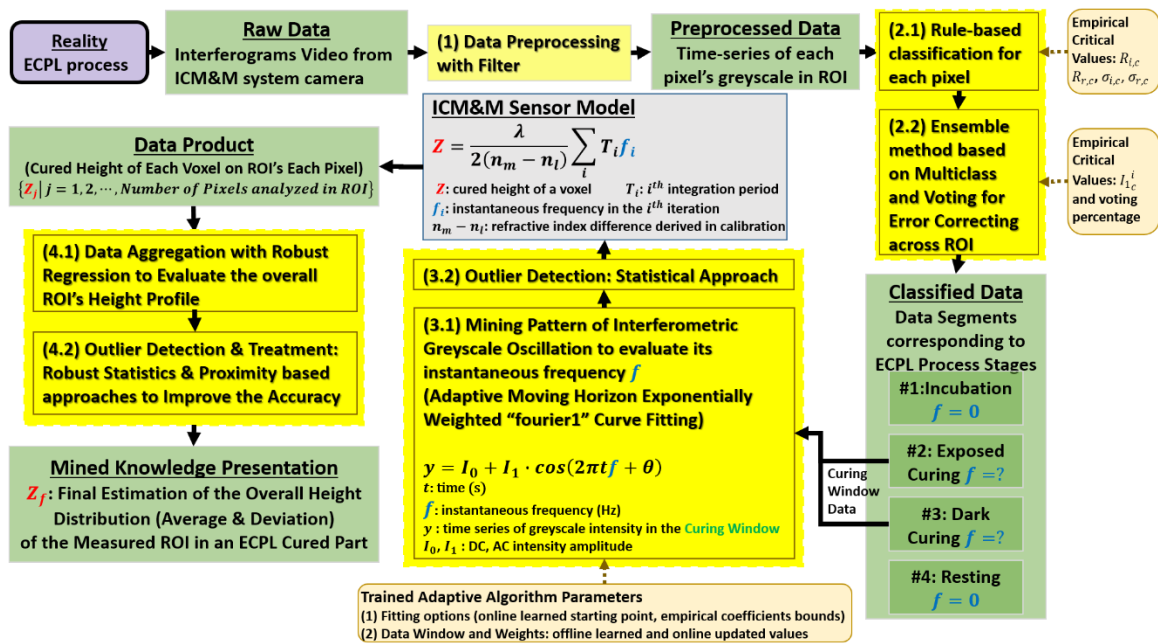 Reality
ECPL process
Raw Data
Interferograms Video from
ICM&M system camera
(1) Data Preprocessing
with Filter
Preprocessed Data
Time-series of each
pixel's greyscale in ROI
(2.1) Rule-based
classification for
each pixel
Empirical
Critical
Values: R_{i,c}
R_{r,c}, σ_{i,c}, σ_{r,c}
(2.2) Ensemble
method based
on Multiclass
and Voting for
Error Correcting
across ROI
Empirical
Critical
Values: I_{1_c}^i
and voting
percentage
Classified Data
Data Segments
corresponding to
ECPL Process Stages
#1:Incubation
f = 0
#2: Exposed
Curing f =?
#3: Dark
Curing f =?
#4: Resting
f = 0
Curing
Window
Data
(3.1) Mining Pattern of Interferometric
Greyscale Oscillation to evaluate its
instantaneous frequency f
(Adaptive Moving Horizon Exponentially
Weighted "fourier1" Curve Fitting)
y = I_0 + I_1 · cos(2πtf + θ)
t: time (s)
f: instantaneous frequency (Hz)
y : time series of greyscale intensity in the Curing Window
I_0, I_1 : DC, AC intensity amplitude
Trained Adaptive Algorithm Parameters
(1) Fitting options (online learned starting point, empirical coefficients bounds)
(2) Data Window and Weights: offline learned and online updated values
(3.2) Outlier Detection: Statistical Approach
ICM&M Sensor Model
Z = λ / 2(n_m − n_l) ∑_i T_i f_i
Z: cured height of a voxel T_i: i^{th} integration period
f_i: instantaneous frequency in the i^{th} iteration
n_m − n_l: refractive index difference derived in calibration
Data Product
(Cured Height of Each Voxel on ROI's Each Pixel)
{Z_j| j = 1, 2, ⋯, Number of Pixels analyzed in ROI}
(4.1) Data Aggregation with Robust
Regression to Evaluate the overall
ROI's Height Profile
(4.2) Outlier Detection & Treatment:
Robust Statistics & Proximity based
approaches to Improve the Accuracy
Mined Knowledge Presentation
Z_f: Final Estimation of the Overall Height
Distribution (Average & Deviation)
of the Measured ROI in an ECPL Cured Part